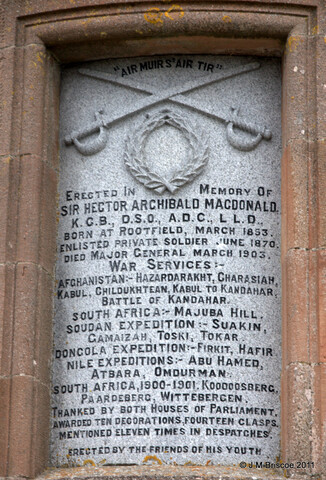 "AIR MUIR S'AIR TIR"
ERECTED IN MEMORY OF
SIR HECTOR ARCHIBALD MACDONALD.
K.C.B., D.S.O., A.D.C., L.L.D.,
BORN AT ROOTFIELD, MARCH 1853.
ENLISTED PRIVATE SOLDIER JUNE 1870.
DIED MAJOR GENERAL MARCH 1903.
WAR SERVICES:-
AFGHANISTAN:- HAZARDARAKHT, CHARASIAH,
KABUL, CHILDUKHTEAN, KABUL TO KANDAHAR.
BATTLE OF KANDAHAR.
SOUTH AFRICA:- MAJUBA HILL.
SOUDAN EXPEDITION:- SUAKIN,
GAMAIZAH, TOSKI, TOKAR.
DONGOLA EXPEDITION:- FIRKIT, HAFIR
NILE EXPEDITIONS:- ABU HAMED,
ATBARA, OMDURMAN.
SOUTH AFRICA, 1900-1901, KOODOOSBERG,
PAARDEBERG, WITTEBERGEN.
THANKED BY BOTH HOUSES OF PARLIAMENT,
AWARDED TEN DECORATIONS, FOURTEEN CLASPS.
MENTIONED ELEVEN TIMES IN DESPATCHES.
ERECTED BY THE FRIENDS OF HIS YOUTH.
© J M Briscoe 2011